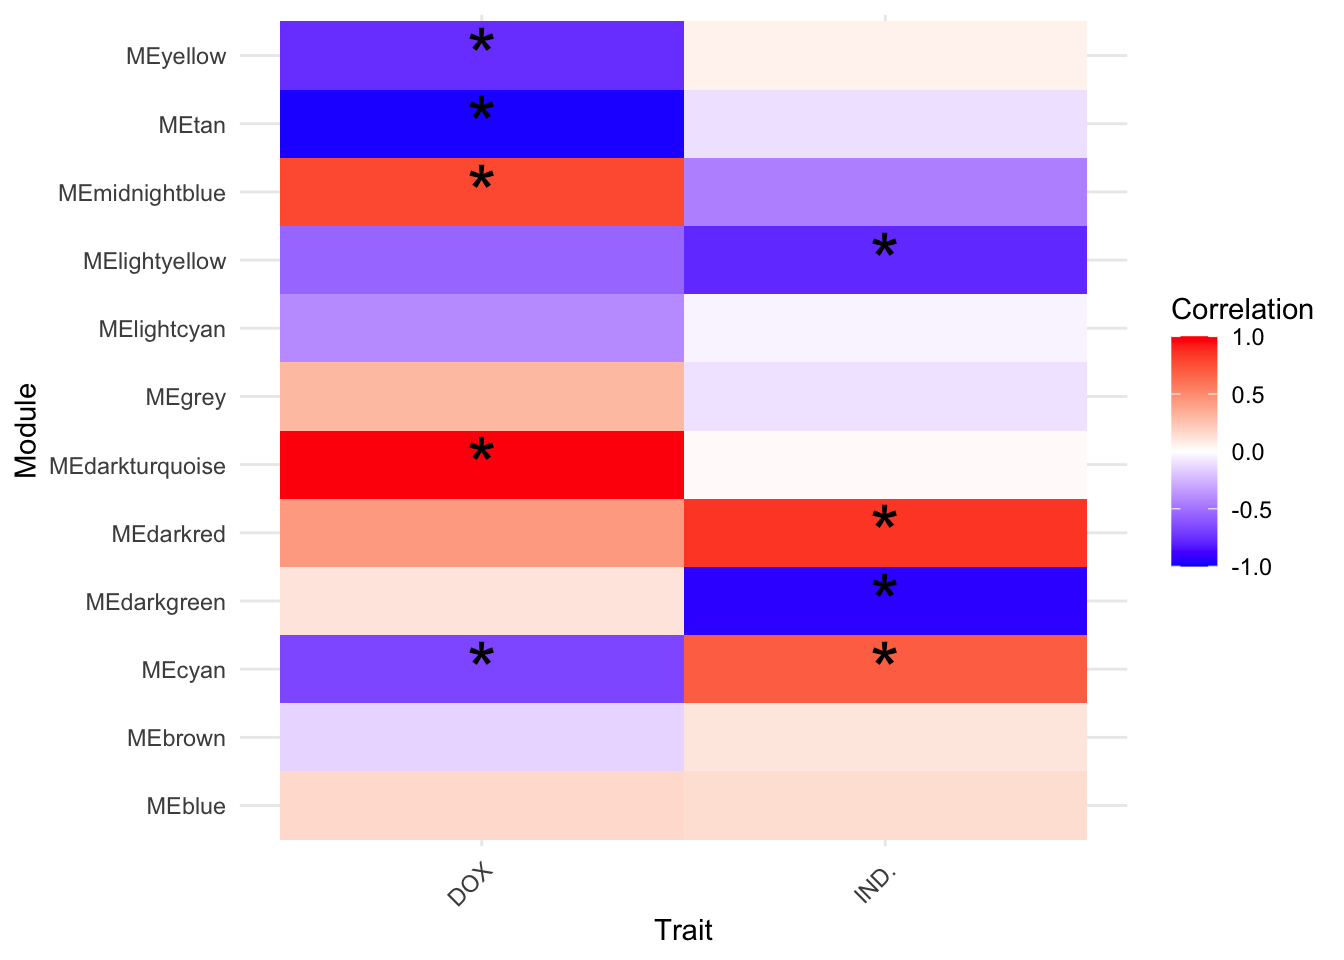 MEyellow *
MEtan *
MEmidnightblue *
MElightyellow *
MElightcyan
MEgrey
MEdarkturquoise *
MEdarkred *
MEdarkgreen *
MEcyan * *
MEbrown
MEblue
Module
DOX IND.
Trait
Correlation
1.0
0.5
0.0
-0.5
-1.0